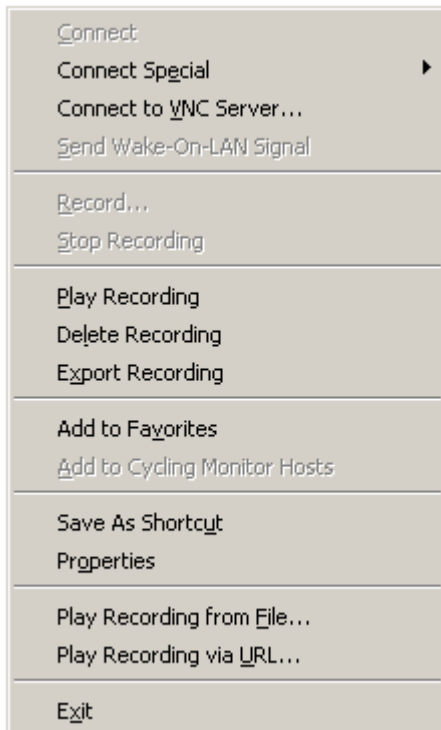 Connect
Connect Special
Connect to VNC Server...
Send Wake-On-LAN Signal
Record...
Stop Recording
Play Recording
Delete Recording
Export Recording
Add to Favorites
Add to Cycling Monitor Hosts
Save As Shortcut
Properties
Play Recording from File...
Play Recording via URL...
Exit